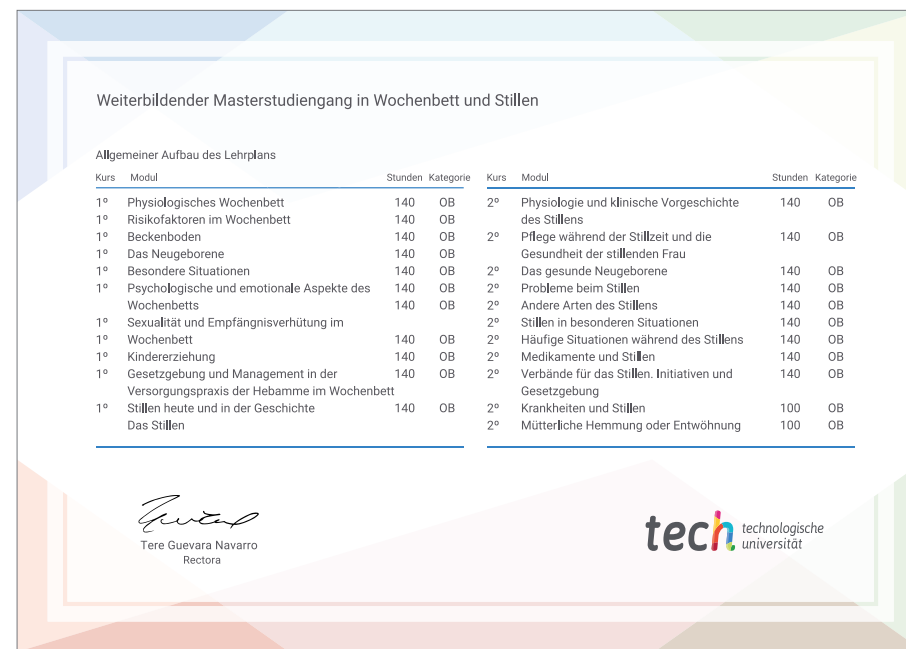 Weiterbildender Masterstudiengang in Wochenbett und Stillen
Allgemeiner Aufbau des Lehrplans
Kurs Modul Stunden Kategorie
1º Physiologisches Wochenbett 140 OB
1º Risikofaktoren im Wochenbett 140 OB
1º Beckenboden 140 OB
1º Das Neugeborene 140 OB
1º Besondere Situationen 140 OB
1º Psychologische und emotionale Aspekte des 140 OB
Wochenbetts 140 OB
1º Sexualität und Empfängnisverhütung im
1º Wochenbett 140 OB
1º Kindererziehung 140 OB
1º Gesetzgebung und Management in der 140 OB
Versorgungspraxis der Hebamme im Wochenbett
1º Stillen heute und in der Geschichte 140 OB
Das Stillen
Kurs Modul Stunden Kategorie
2º Physiologie und klinische Vorgeschichte 140 OB
des Stillens
2º Pflege während der Stillzeit und die 140 OB
Gesundheit der stillenden Frau
2º Das gesunde Neugeborene 140 OB
2º Probleme beim Stillen 140 OB
2º Andere Arten des Stillens 140 OB
2º Stillen in besonderen Situationen 140 OB
2º Häufige Situationen während des Stillens 140 OB
2º Medikamente und Stillen 140 OB
2º Verbände für das Stillen. Initiativen und 140 OB
Gesetzgebung
2º Krankheiten und Stillen 100 OB
2º Mütterliche Hemmung oder Entwöhnung 100 OB
Tere Guevara Navarro
Rectora
tech technologische
universität